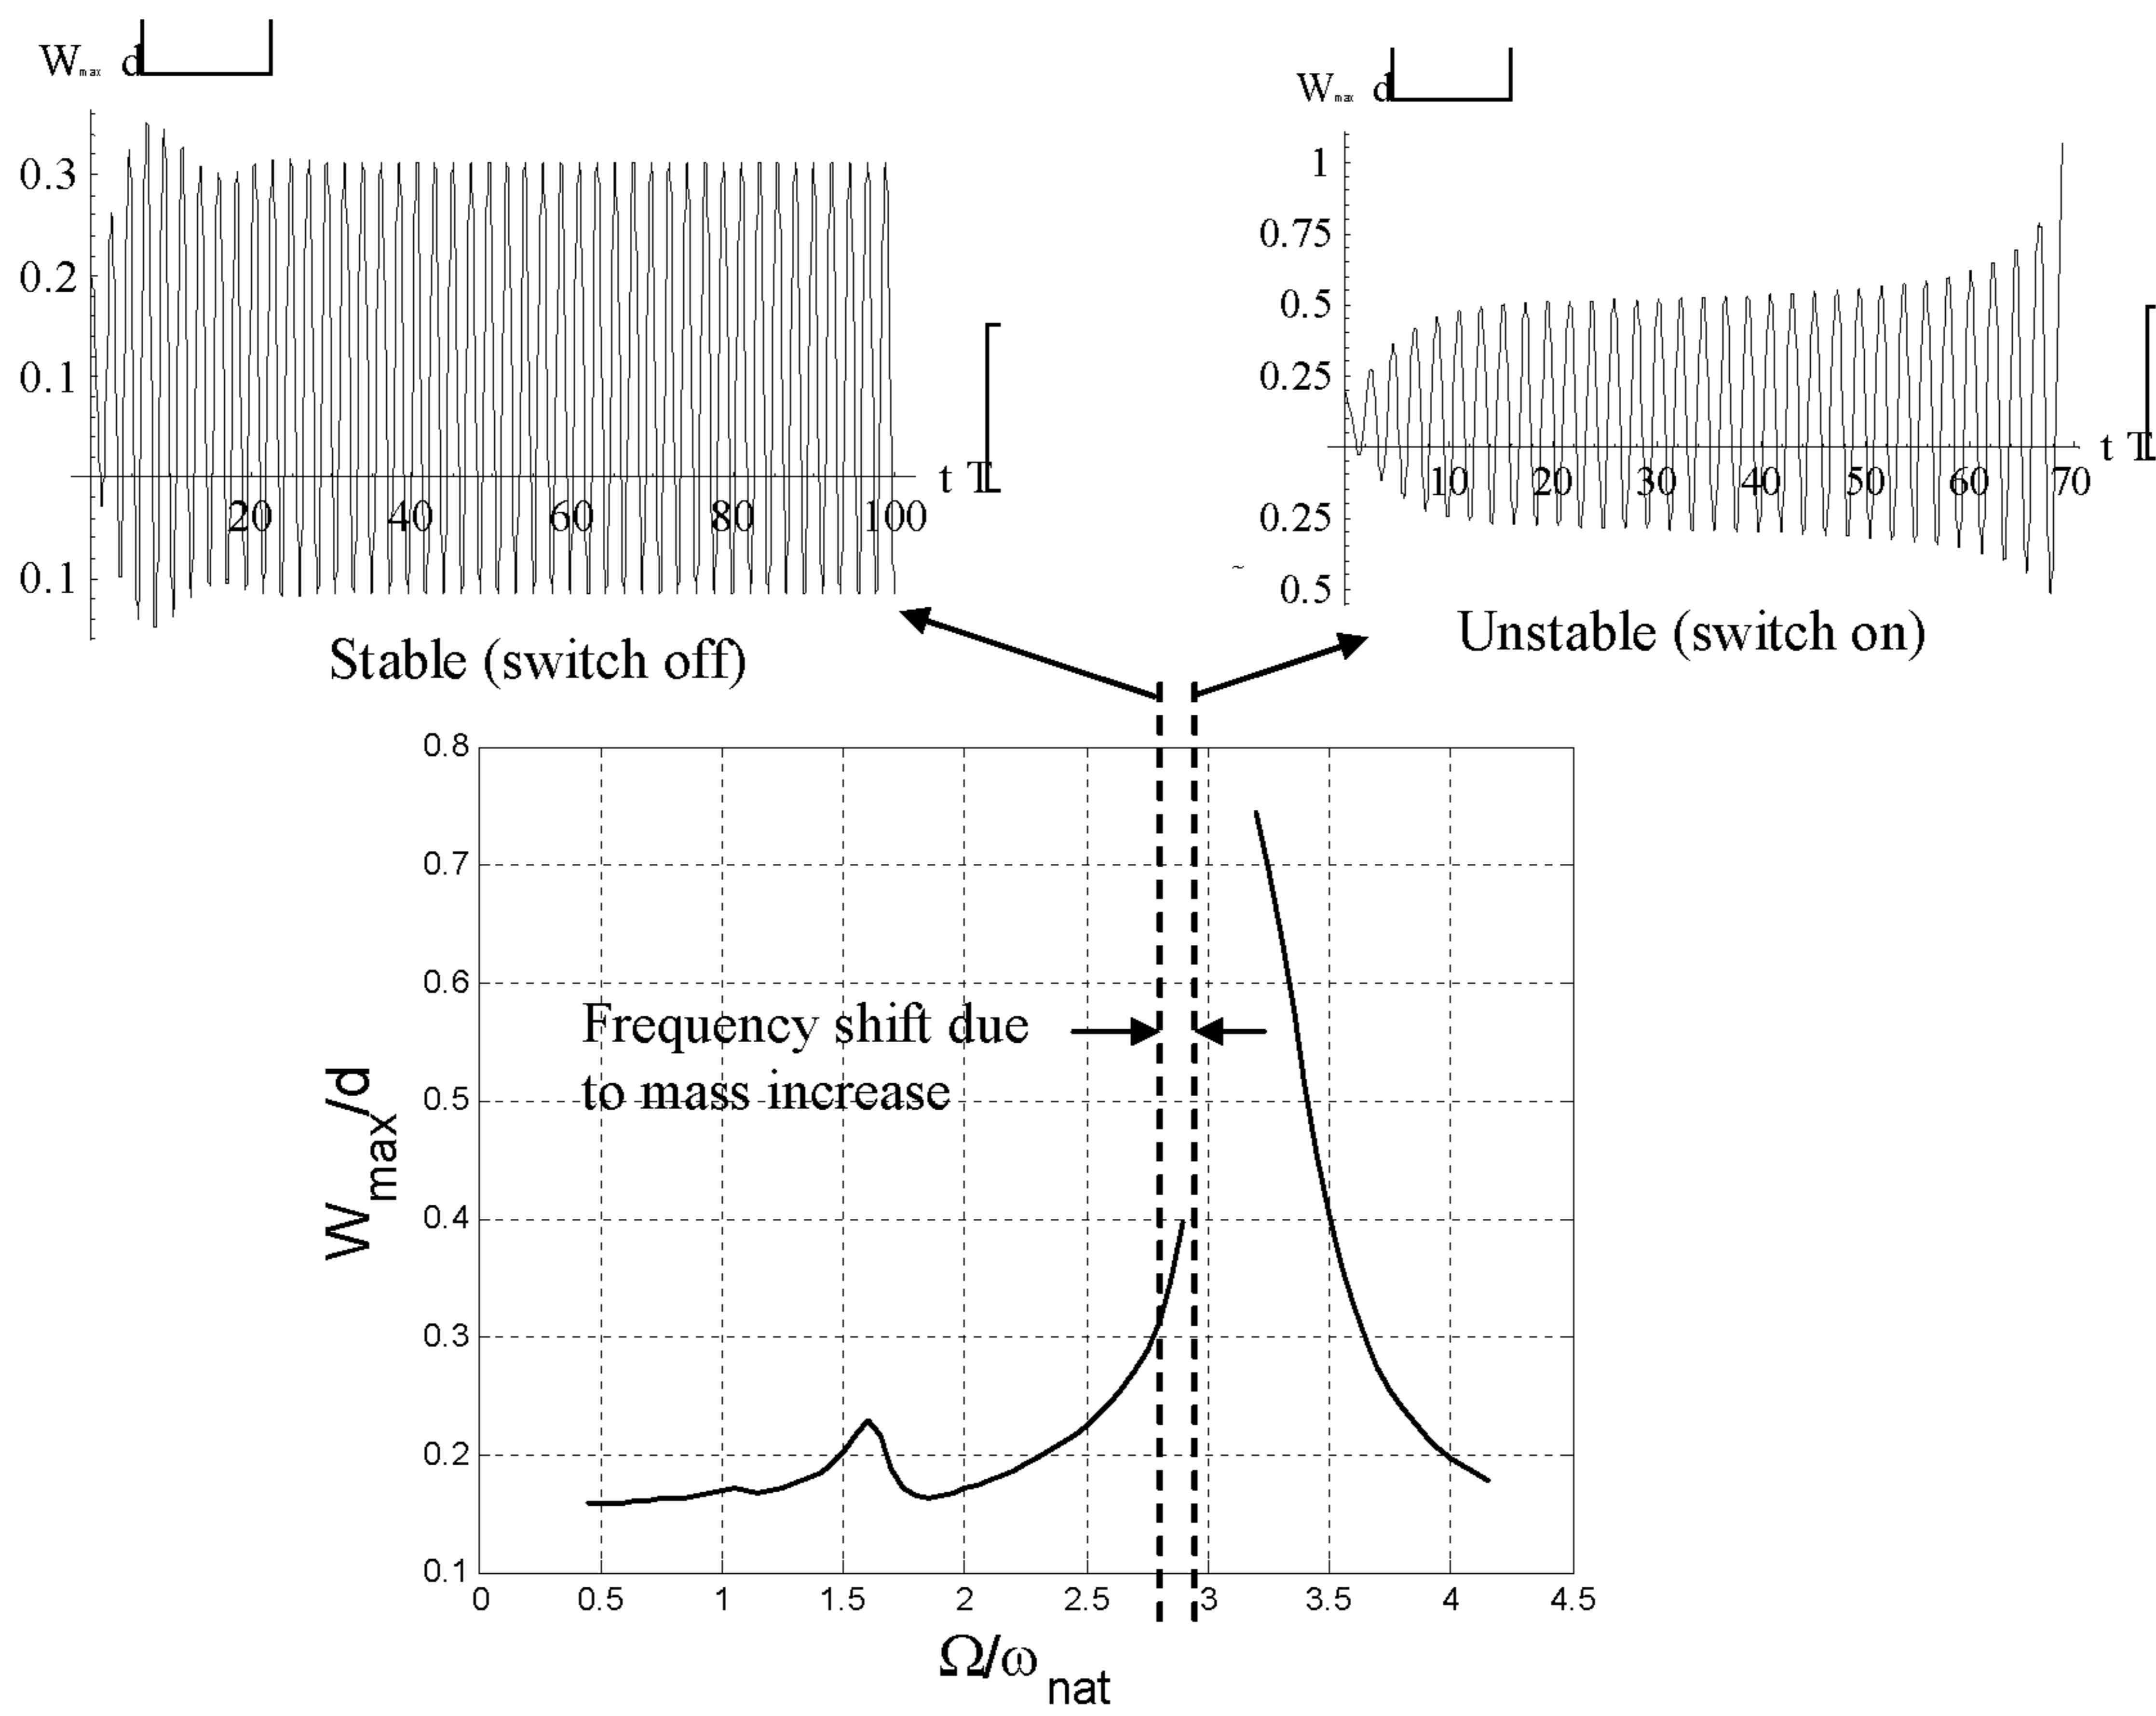 W max d
0.3
0.2
0.1
0.1
20 40 60 80 100
t T
Stable (switch off)
W max d
1
0.75
0.5
0.25
0.25
0.5
10 20 30 40 50 60 70
t T
~
Unstable (switch on)
0.8
0.7
0.6
0.5
0.4
0.3
0.2
0.1
Frequency shift due
to mass increase
Wmax/d
0 0.5 1 1.5 2 2.5 3 3.5 4 4.5
Ω/ωnat